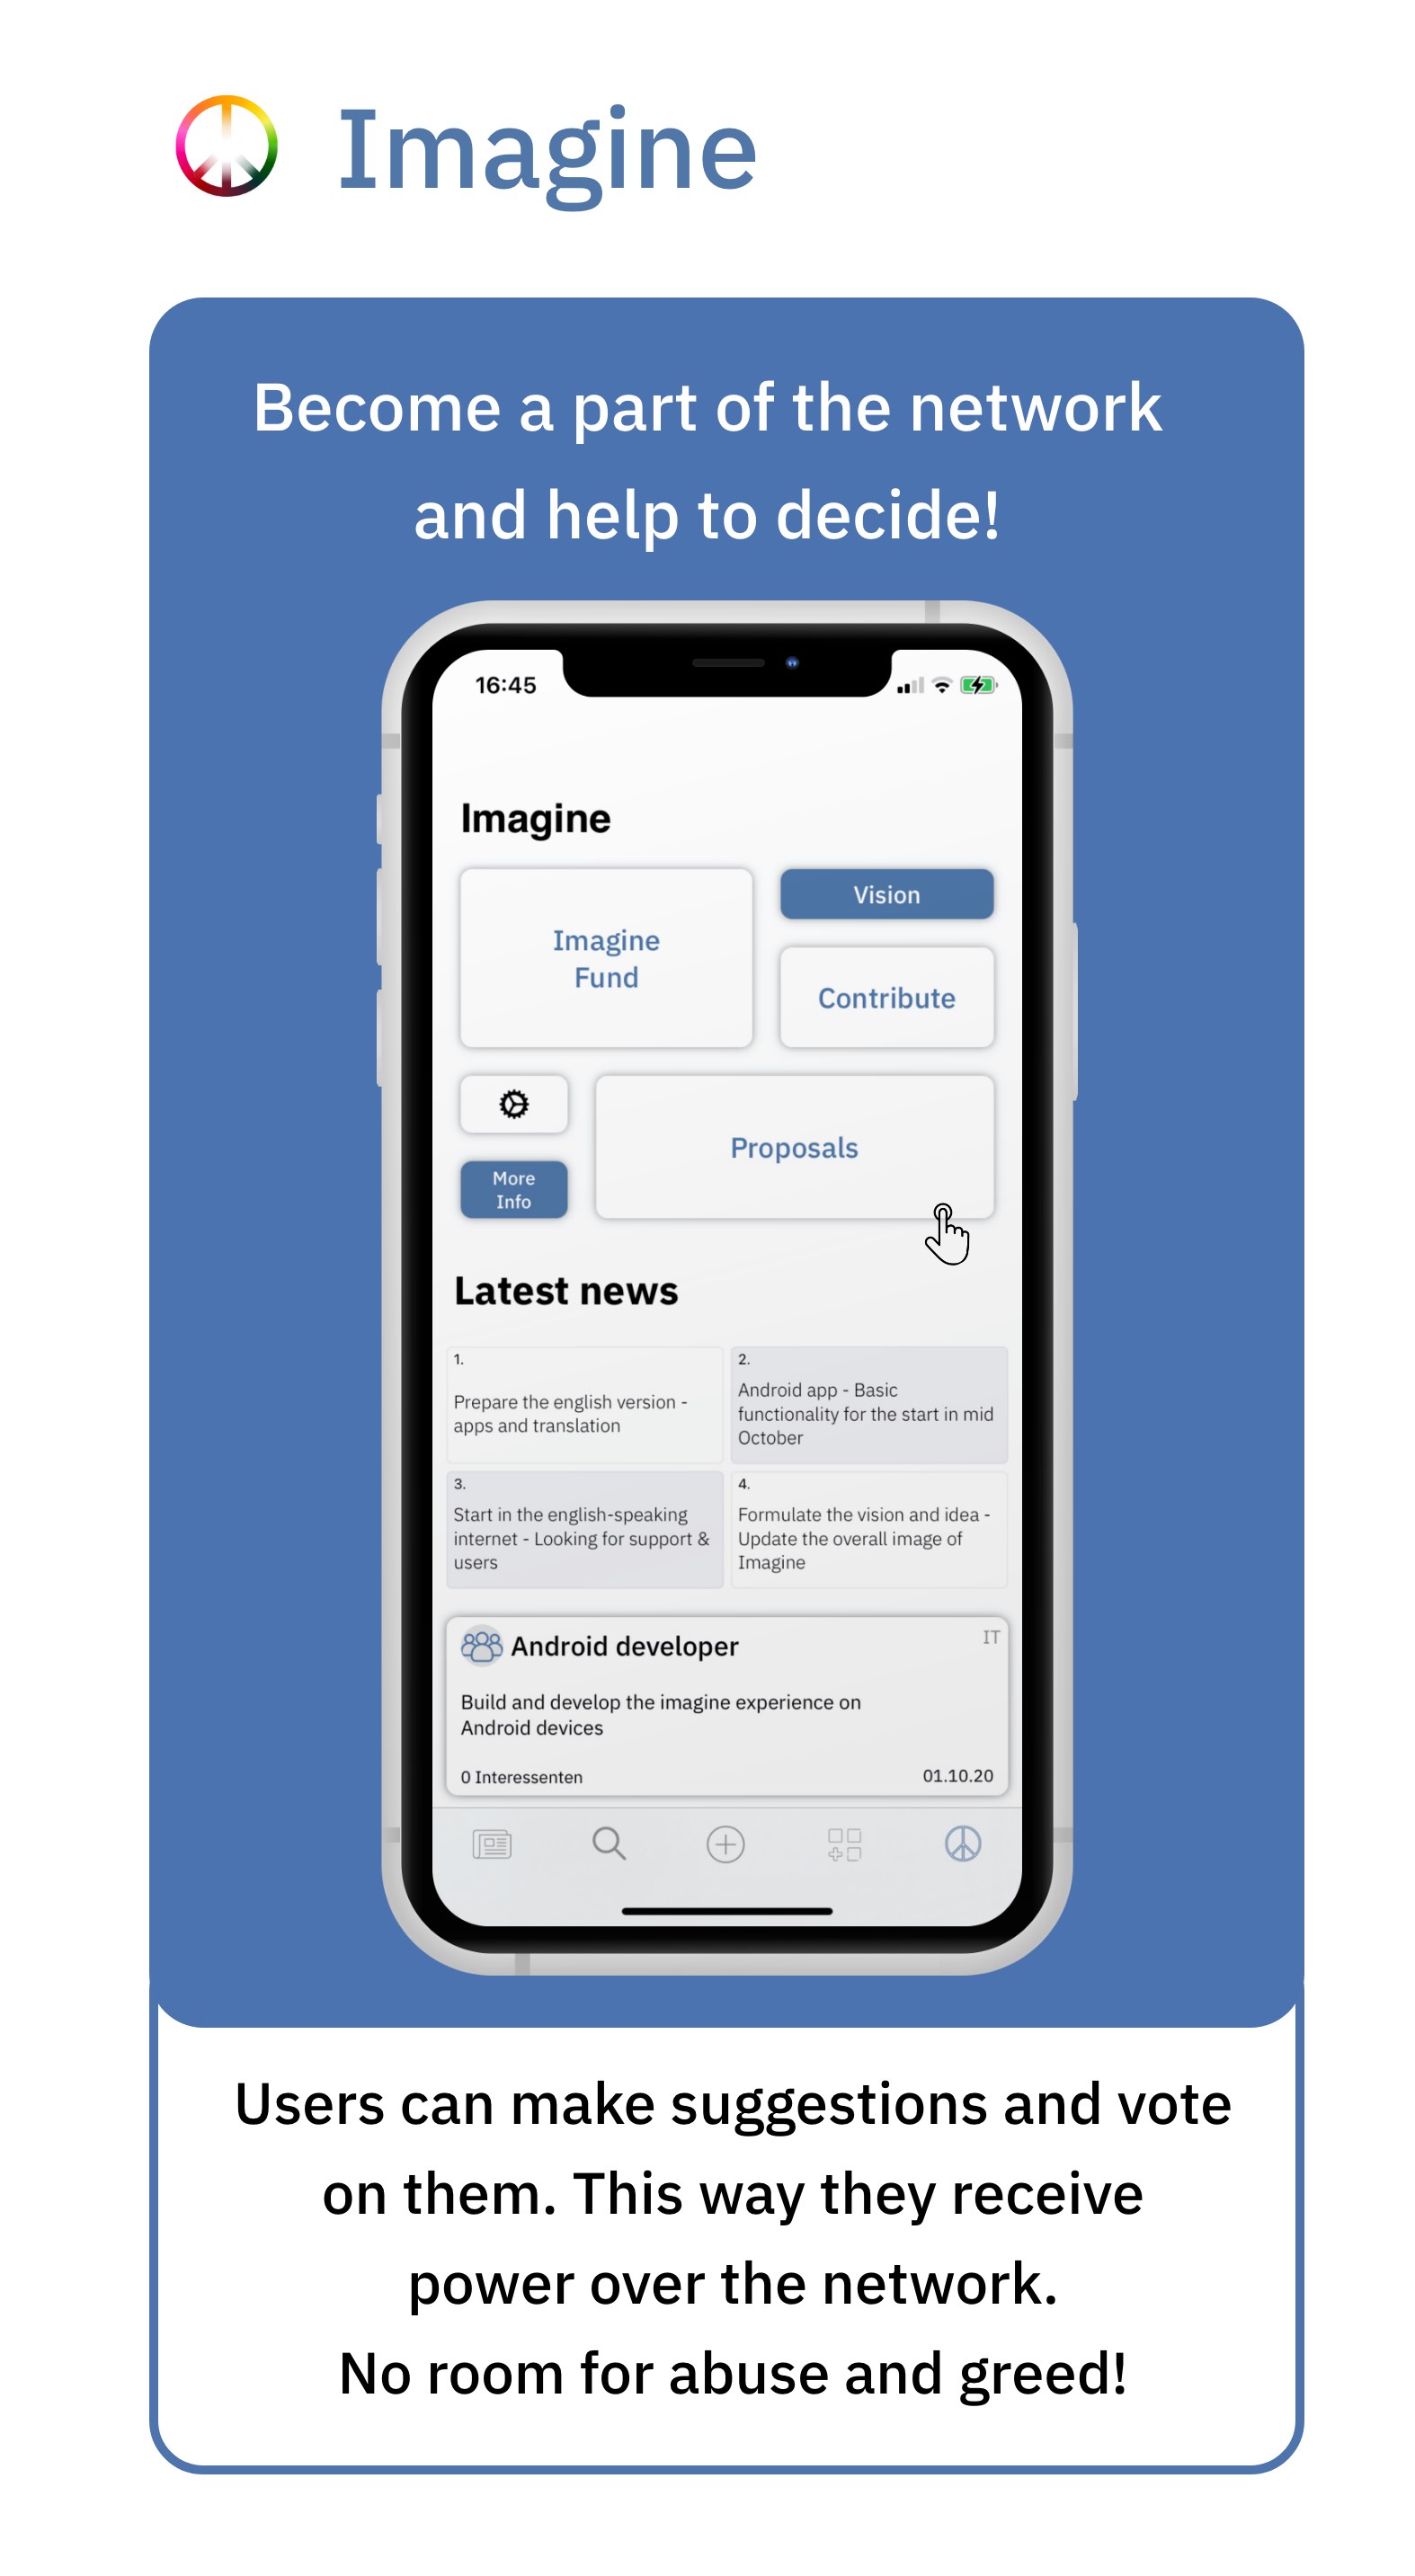 Imagine
Become a part of the network
and help to decide!
16:45
Imagine
Imagine
Fund
Vision
Contribute
Proposals
More
Info
Latest news
1.
Prepare the english version -
apps and translation
2.
Android app - Basic
functionality for the start in mid
October
3.
Start in the english-speaking
internet - Looking for support &
users
4.
Formulate the vision and idea -
Update the overall image of
Imagine
Android developer
IT
Build and develop the imagine experience on
Android devices
0 Interessenten
01.10.20
Users can make suggestions and vote
on them. This way they receive
power over the network.
No room for abuse and greed!